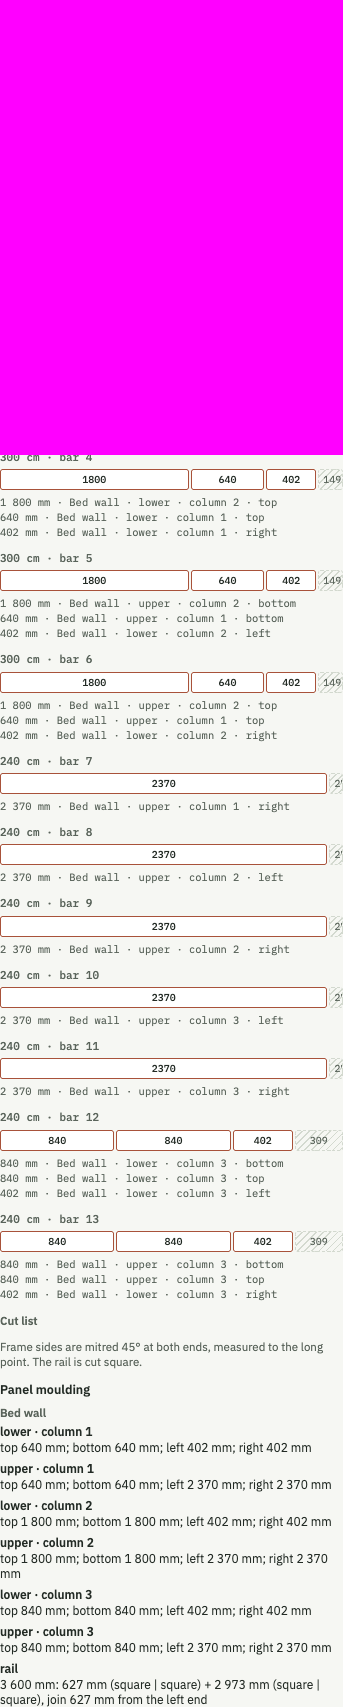 300 cm · bar 4
1800 640 402 149
1 800 mm · Bed wall · lower · column 2 · top
640 mm · Bed wall · lower · column 1 · top
402 mm · Bed wall · lower · column 1 · right
300 cm · bar 5
1800 640 402 149
1 800 mm · Bed wall · upper · column 2 · bottom
640 mm · Bed wall · upper · column 1 · bottom
402 mm · Bed wall · lower · column 2 · left
300 cm · bar 6
1800 640 402 149
1 800 mm · Bed wall · upper · column 2 · top
640 mm · Bed wall · upper · column 1 · top
402 mm · Bed wall · lower · column 2 · right
240 cm · bar 7
2370
2 370 mm · Bed wall · upper · column 1 · right
240 cm · bar 8
2370
2 370 mm · Bed wall · upper · column 2 · left
240 cm · bar 9
2370
2 370 mm · Bed wall · upper · column 2 · right
240 cm · bar 10
2370
2 370 mm · Bed wall · upper · column 3 · left
240 cm · bar 11
2370
2 370 mm · Bed wall · upper · column 3 · right
240 cm · bar 12
840 840 402 309
840 mm · Bed wall · lower · column 3 · bottom
840 mm · Bed wall · lower · column 3 · top
402 mm · Bed wall · lower · column 3 · left
240 cm · bar 13
840 840 402 309
840 mm · Bed wall · upper · column 3 · bottom
840 mm · Bed wall · upper · column 3 · top
402 mm · Bed wall · lower · column 3 · right
Cut list
Frame sides are mitred 45° at both ends, measured to the long
point. The rail is cut square.
Panel moulding
Bed wall
lower · column 1
top 640 mm; bottom 640 mm; left 402 mm; right 402 mm
upper · column 1
top 640 mm; bottom 640 mm; left 2 370 mm; right 2 370 mm
lower · column 2
top 1 800 mm; bottom 1 800 mm; left 402 mm; right 402 mm
upper · column 2
top 1 800 mm; bottom 1 800 mm; left 2 370 mm; right 2 370
mm
lower · column 3
top 840 mm; bottom 840 mm; left 402 mm; right 402 mm
upper · column 3
top 840 mm; bottom 840 mm; left 2 370 mm; right 2 370 mm
rail
3 600 mm: 627 mm (square | square) + 2 973 mm (square |
square), join 627 mm from the left end